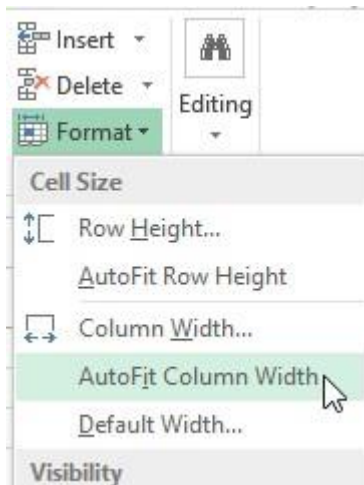 Insert
Delete
Format
Editing
Cell Size
Row Height...
AutoFit Row Height
Column Width...
AutoFit Column Width
Default Width...
Visibility